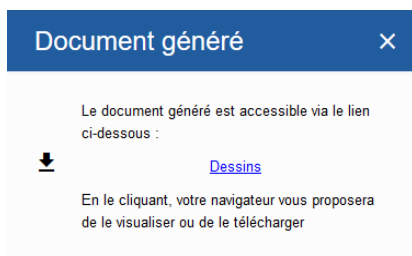 Document généré ×
Le document généré est accessible via le lien
ci-dessous :
Dessins
En le cliquant, votre navigateur vous proposera
de le visualiser ou de le télécharger